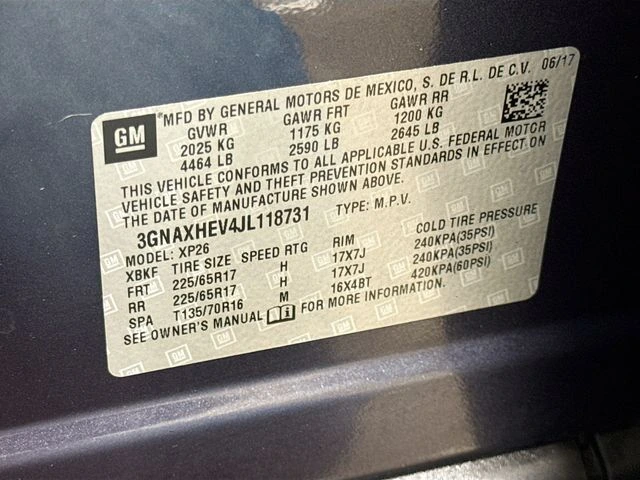 GM
*MFD BY GENERAL MOTORS DE MEXICO, S. DE R.L. DE C.V. 06/17
GVWR GAWR FRT GAWR RR
2025 KG 1175 KG 1200 KG
4464 LB 2590 LB 2645 LB
THIS VEHICLE CONFORMS TO ALL APPLICABLE U.S. FEDERAL MOTOR
VEHICLE SAFETY AND THEFT PREVENTION STANDARDS IN EFFECT ON
THE DATE OF MANUFACTURE SHOWN ABOVE.
3GNAXHEV4JL118731 TYPE: M.P.V.
MODEL: XP26
XBKF TIRE SIZE SPEED RTG RIM COLD TIRE PRESSURE
FRT 225/65R17 H 17X7J 240KPA(35PSI)
RR 225/65R17 H 17X7J 240KPA(35PSI)
SPA T135/70R16 M 16X4BT 420KPA(60PSI)
SEE OWNER'S MANUAL FOR MORE INFORMATION.